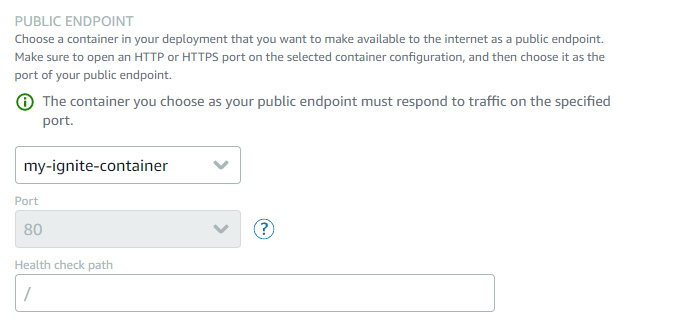 PUBLIC ENDPOINT
Choose a container in your deployment that you want to make available to the internet as a public endpoint.
Make sure to open an HTTP or HTTPS port on the selected container configuration, and then choose it as the
port of your public endpoint.
The container you choose as your public endpoint must respond to traffic on the specified
port.
my-ignite-container
Port
80
?
Health check path
/